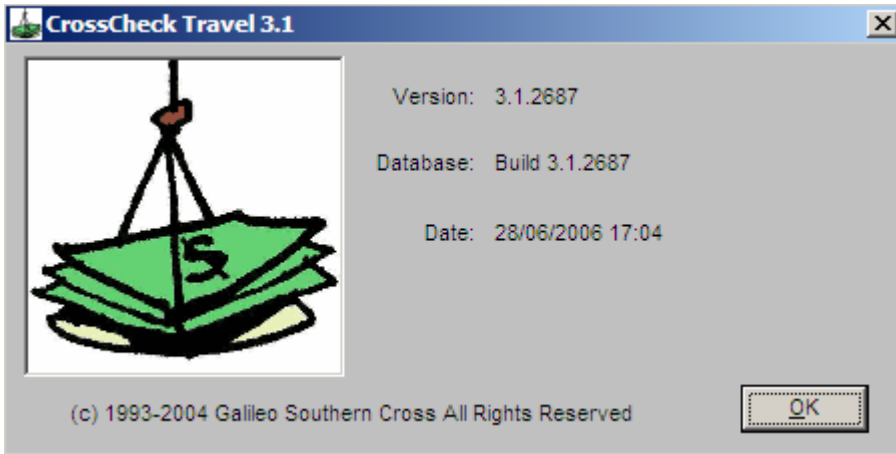 CrossCheck Travel 3.1
Version: 3.1.2687
Database: Build 3.1.2687
Date: 28/06/2006 17:04
(c) 1993-2004 Galileo Southern Cross All Rights Reserved
OK